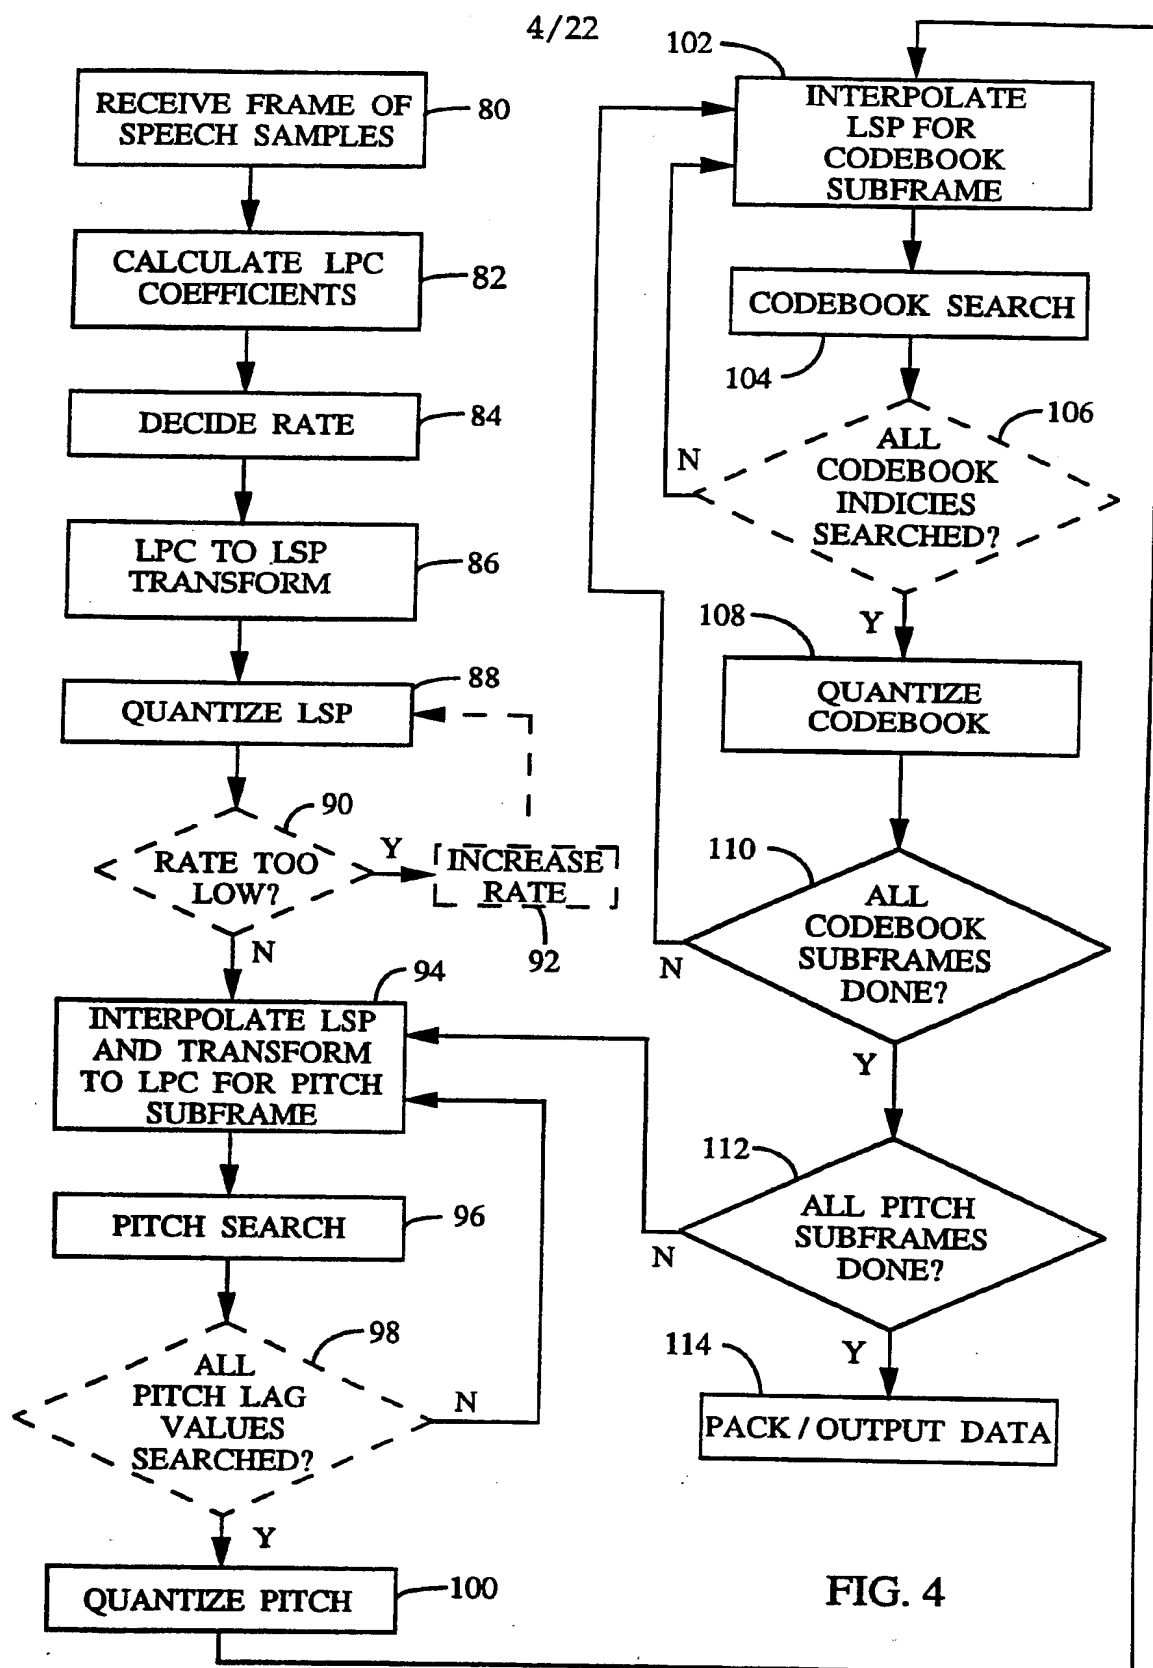 4/22
RECEIVE FRAME OF
SPEECH SAMPLES
80
CALCULATE LPC
COEFFICIENTS
82
DECIDE RATE
84
LPC TO LSP
TRANSFORM
86
QUANTIZE LSP
88
RATE TOO
LOW?
90
Y
INCREASE
RATE
92
N
INTERPOLATE LSP
AND TRANSFORM
TO LPC FOR PITCH
SUBFRAME
94
PITCH SEARCH
96
ALL
PITCH LAG
VALUES
SEARCHED?
98
N
Y
QUANTIZE PITCH
100
102
INTERPOLATE
LSP FOR
CODEBOOK
SUBFRAME
CODEBOOK SEARCH
104
ALL
CODEBOOK
INDICIES
SEARCHED?
106
N
Y
108
QUANTIZE
CODEBOOK
110
ALL
CODEBOOK
SUBFRAMES
DONE?
N
Y
112
ALL PITCH
SUBFRAMES
DONE?
N
Y
114
PACK / OUTPUT DATA
FIG. 4